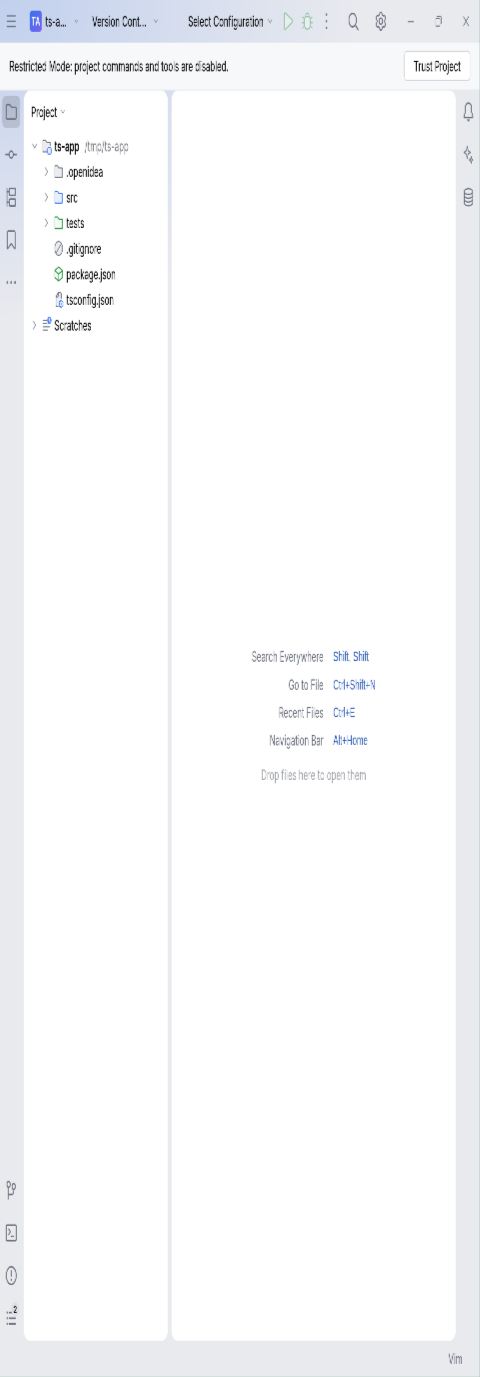 TA ts-a... Version Cont... Select Configuration
Restricted Mode: project commands and tools are disabled. Trust Project
Project
ts-app /tmp/ts-app
.openidea
src
tests
.gitignore
package.json
tsconfig.json
Scratches
Search Everywhere Shift, Shift
Go to File Ctrl+Shift+N
Recent Files Ctrl+E
Navigation Bar Alt+Home
Drop files here to open them
2
Vim